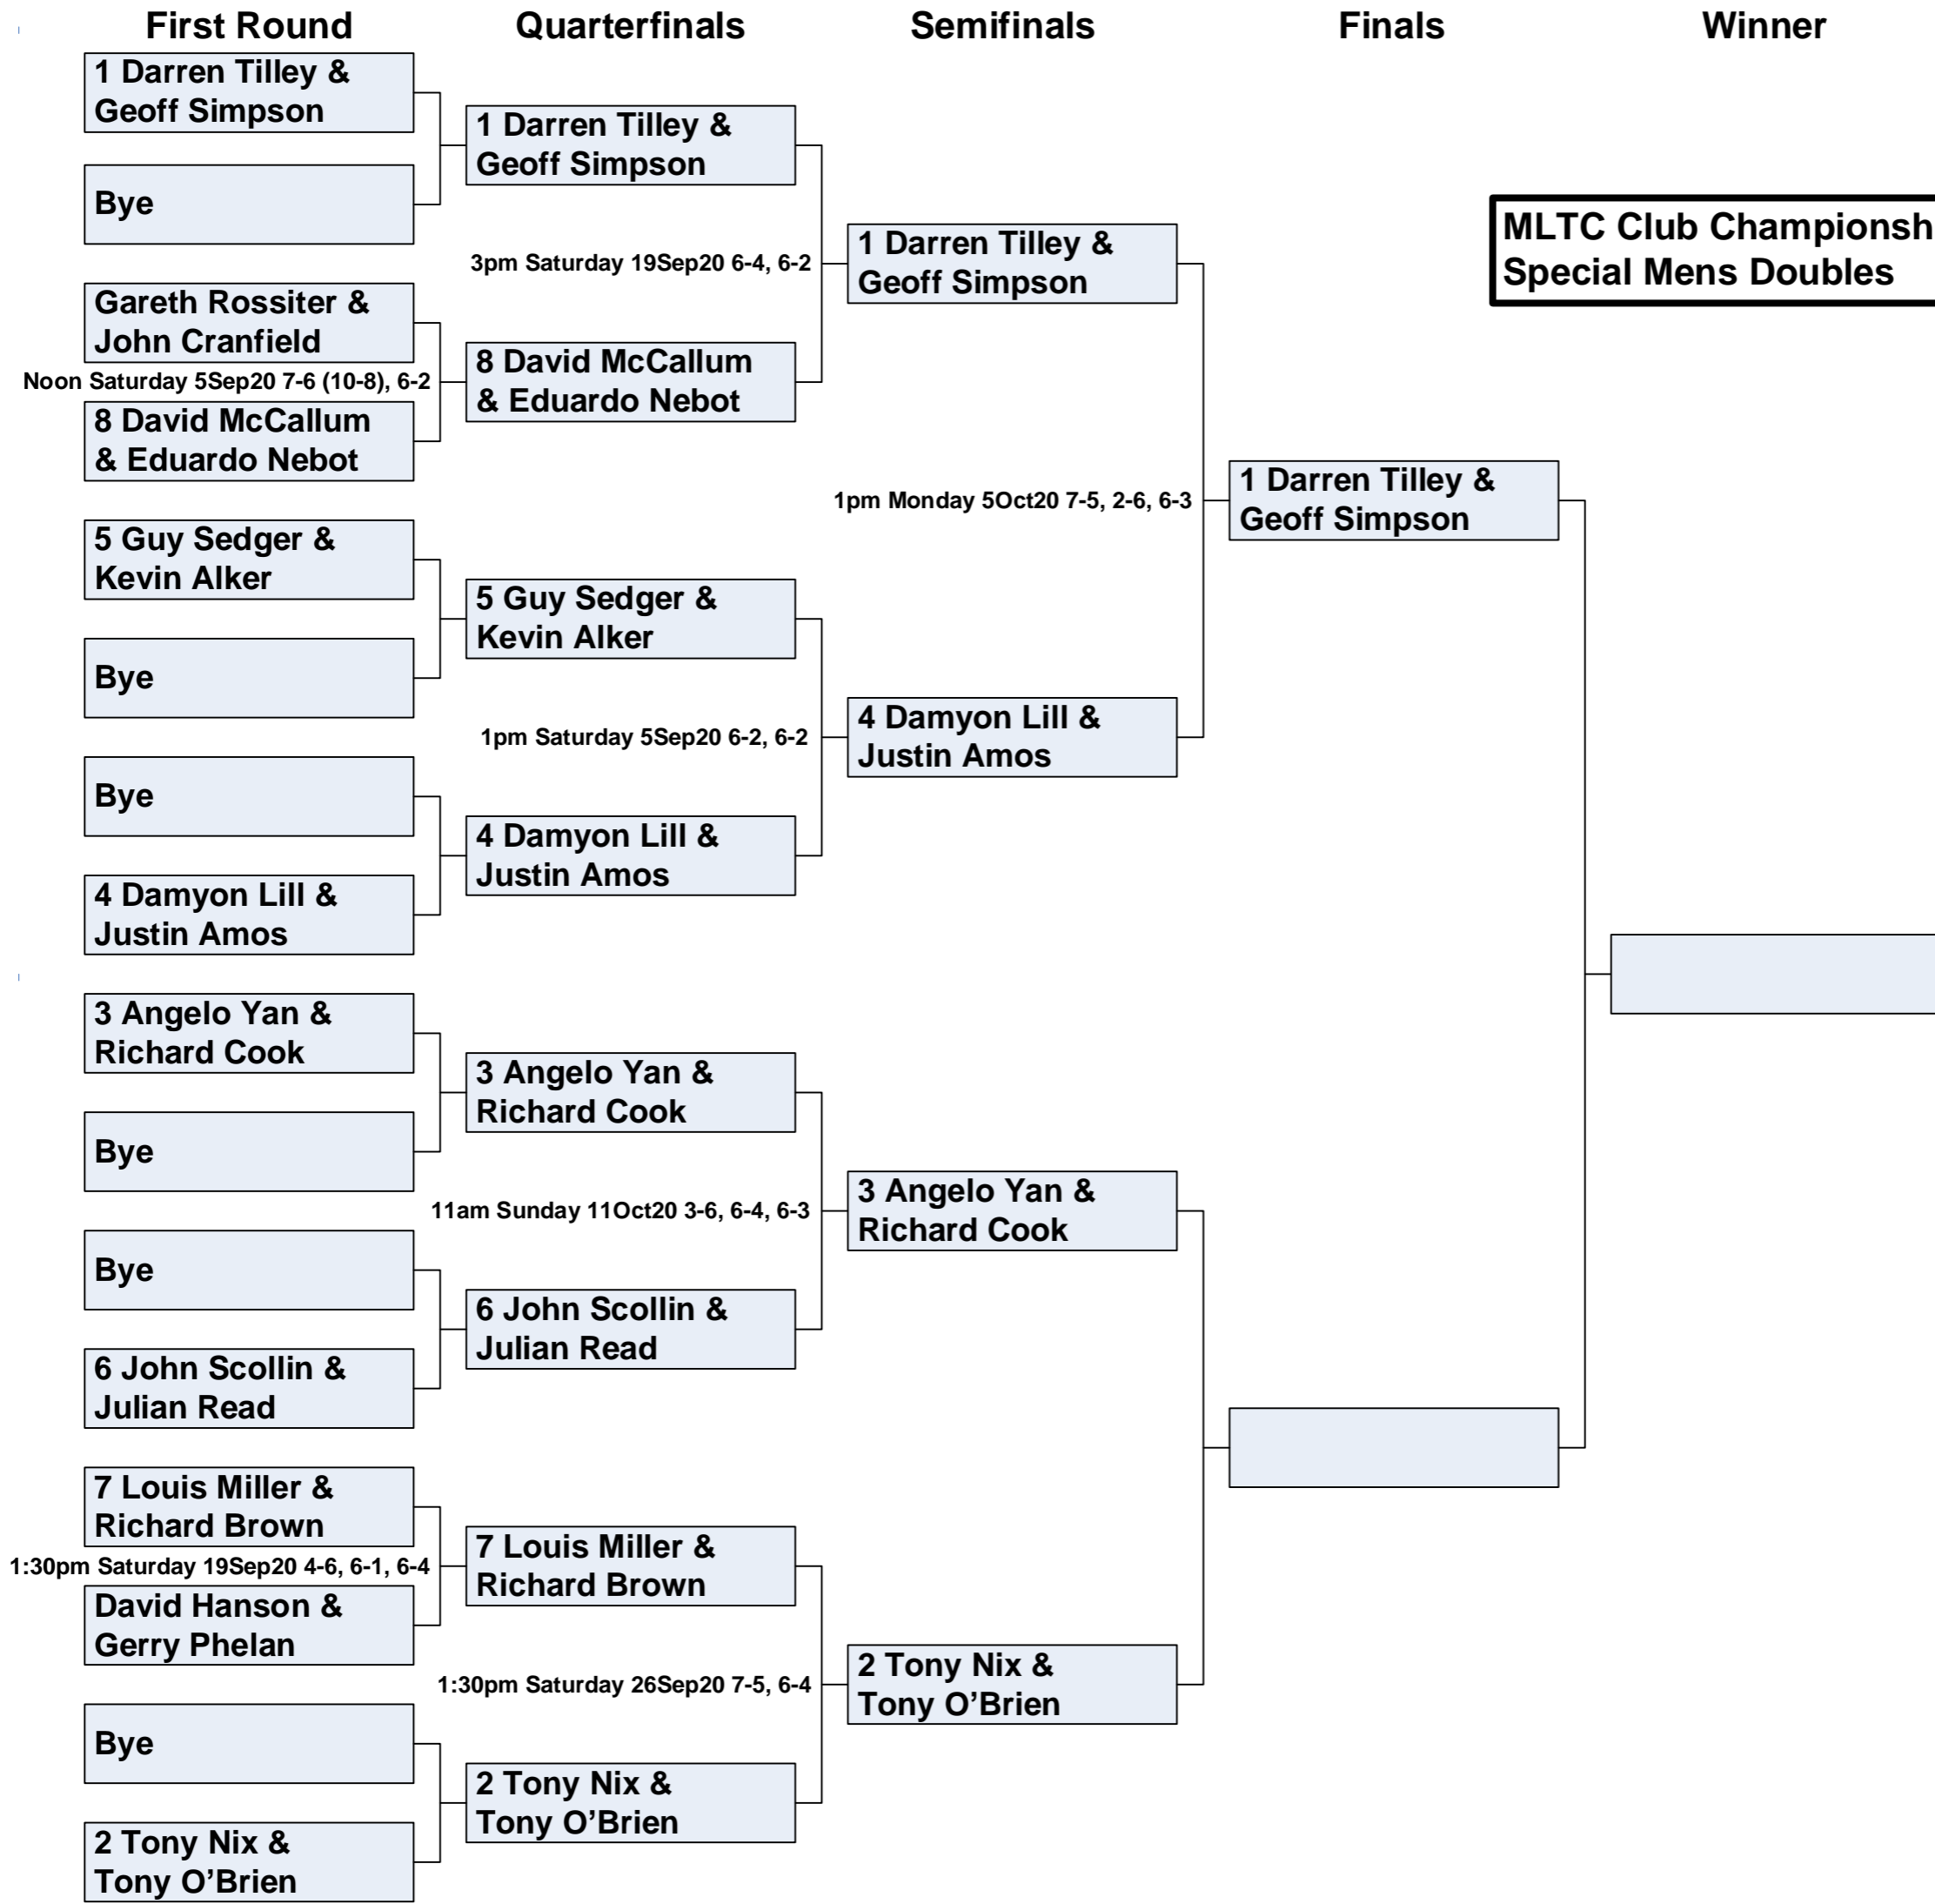 First Round
Quarterfinals
Semifinals
Finals
Winner
1 Darren Tilley &
Geoff Simpson
Bye
Gareth Rossiter &
John Cranfield
Noon Saturday 5Sep20 7-6 (10-8), 6-2
8 David McCallum
& Eduardo Nebot
5 Guy Sedger &
Kevin Alker
Bye
Bye
4 Damyon Lill &
Justin Amos
3 Angelo Yan &
Richard Cook
Bye
Bye
6 John Scollin &
Julian Read
7 Louis Miller &
Richard Brown
1:30pm Saturday 19Sep20 4-6, 6-1, 6-4
David Hanson &
Gerry Phelan
Bye
2 Tony Nix &
Tony O’Brien
1 Darren Tilley &
Geoff Simpson
3pm Saturday 19Sep20 6-4, 6-2
8 David McCallum
& Eduardo Nebot
5 Guy Sedger &
Kevin Alker
1pm Saturday 5Sep20 6-2, 6-2
4 Damyon Lill &
Justin Amos
3 Angelo Yan &
Richard Cook
11am Sunday 11Oct20 3-6, 6-4, 6-3
6 John Scollin &
Julian Read
7 Louis Miller &
Richard Brown
1:30pm Saturday 26Sep20 7-5, 6-4
2 Tony Nix &
Tony O’Brien
1 Darren Tilley &
Geoff Simpson
1pm Monday 5Oct20 7-5, 2-6, 6-3
4 Damyon Lill &
Justin Amos
3 Angelo Yan &
Richard Cook
2 Tony Nix &
Tony O’Brien
1 Darren Tilley &
Geoff Simpson
MLTC Club Championsh
Special Mens Doubles